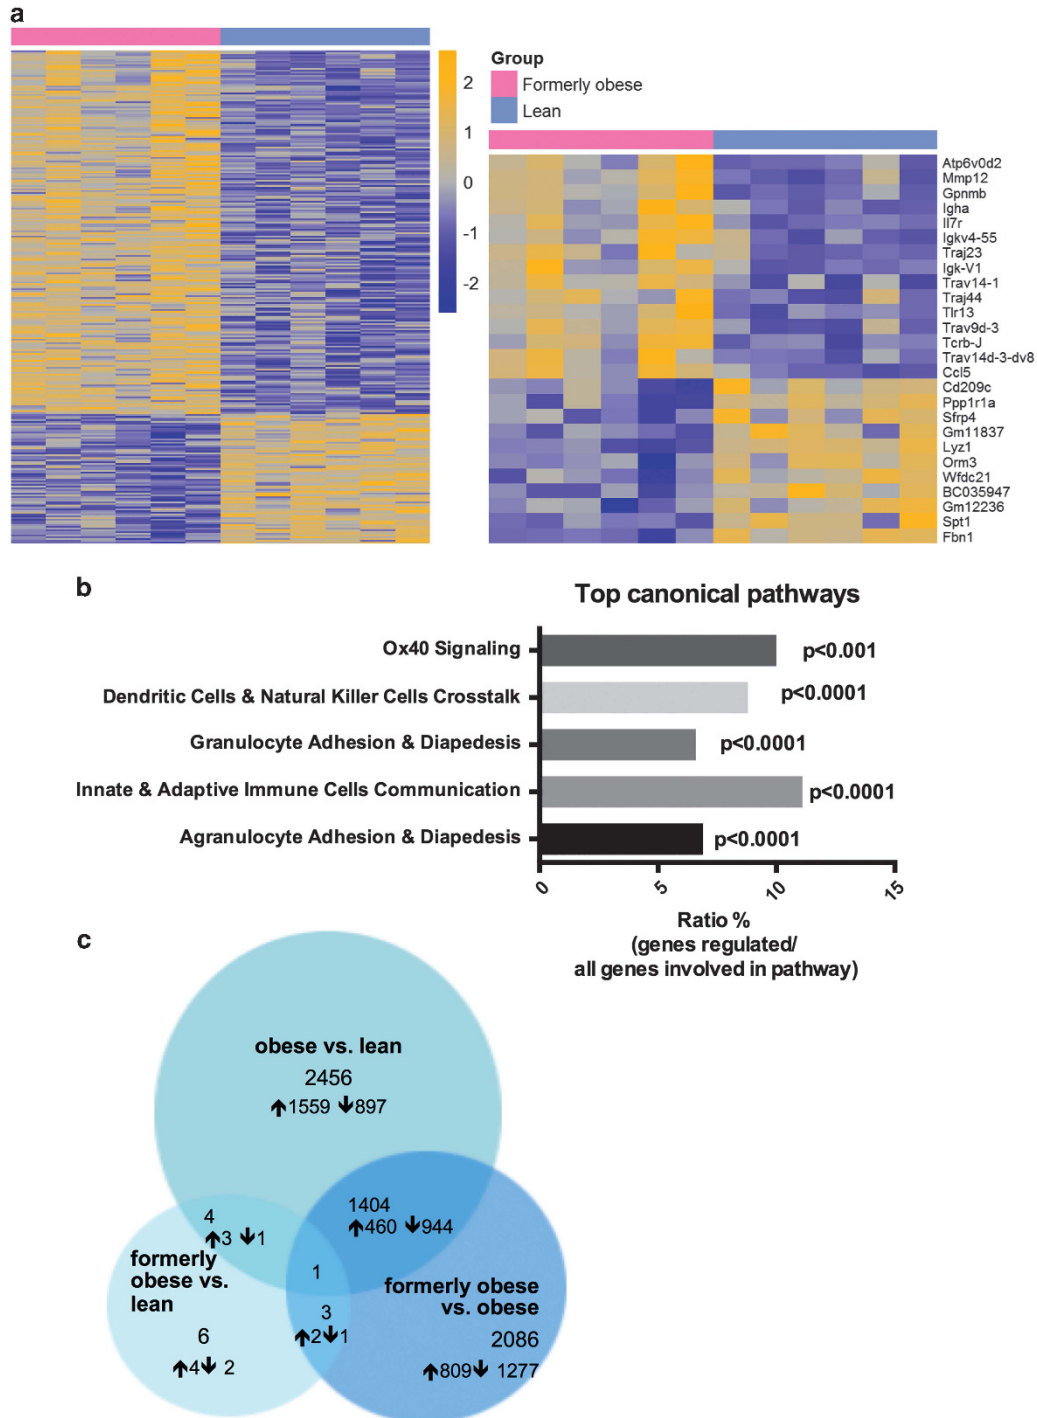 a
2
1
0
-1
-2
Group
Formerly obese
Lean
Atp6v0d2
Mmp12
Gpnmb
Igha
Il7r
Igkv4-55
Traj23
Igk-V1
Trav14-1
Traj44
Tlr13
Trav9d-3
Tcrb-J
Trav14d-3-dv8
Ccl5
Cd209c
Ppp1r1a
Sfrp4
Gm11837
Lyz1
Orm3
Wfdc21
BC035947
Gm12236
Spt1
Fbn1
b
Top canonical pathways
Ox40 Signaling
p<0.001
Dendritic Cells & Natural Killer Cells Crosstalk
p<0.0001
Granulocyte Adhesion & Diapedesis
p<0.0001
Innate & Adaptive Immune Cells Communication
p<0.0001
Agranulocyte Adhesion & Diapedesis
p<0.0001
0 5 10 15
Ratio %
(genes regulated/
all genes involved in pathway)
c
obese vs. lean
2456
↑1559 ↓897
1404
↑460 ↓944
4
↑3 ↓1
formerly
obese vs.
lean
6
↑4↓ 2
1
3
↑2↓1
formerly obese
vs. obese
2086
↑809↓ 1277